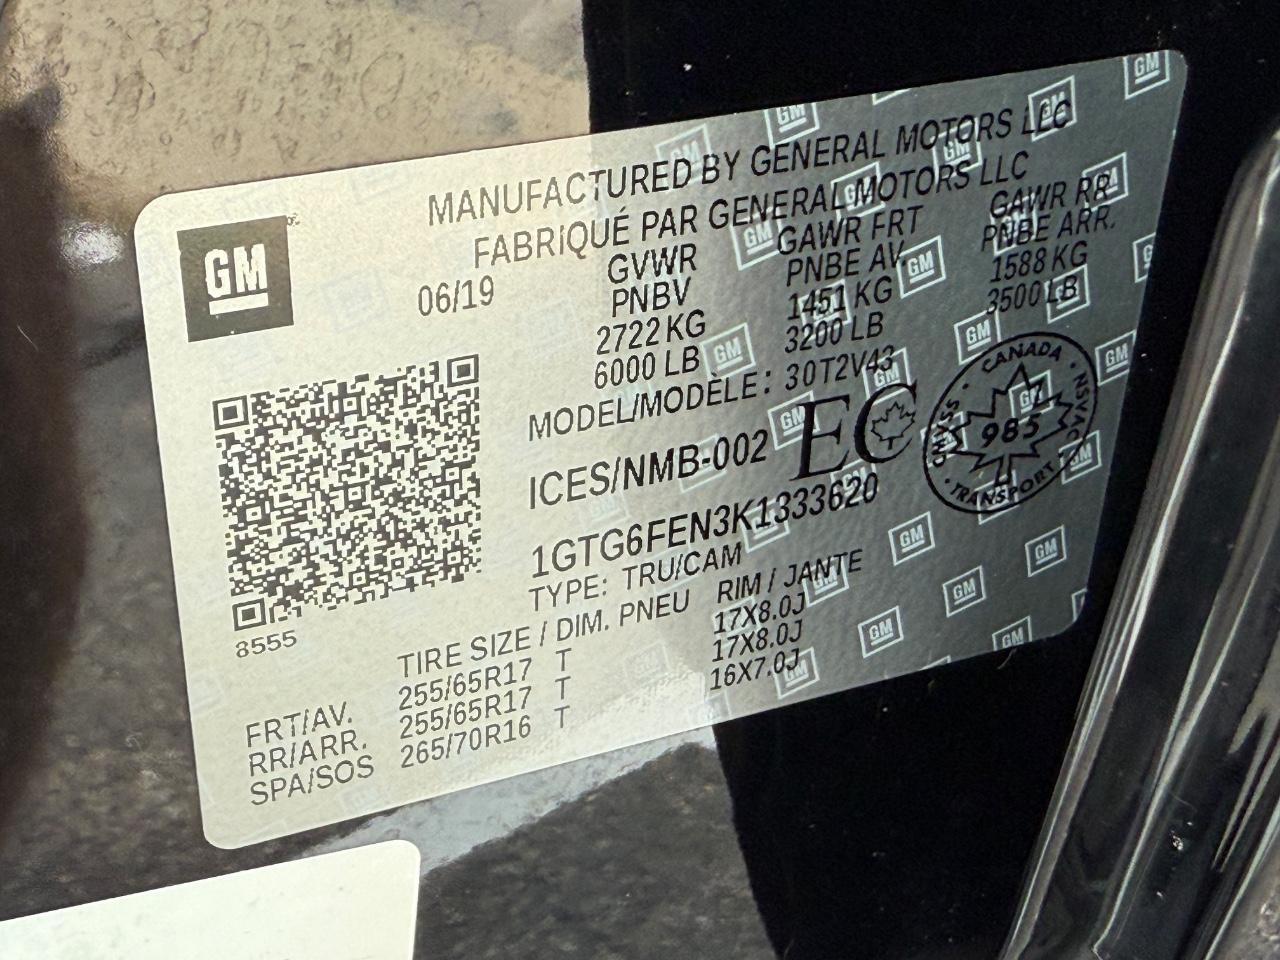 GM
MANUFACTURED BY GENERAL MOTORS LLC
FABRIQUÉ PAR GENERAL MOTORS LLC
06/19
GVWR GAWR FRT GAWR RR
PNBV PNBE AV. PNBE ARR.
2722 KG 1451 KG 1588 KG
6000 LB 3200 LB 3500 LB
MODEL/MODÈLE: 30T2V43
ICES/NMB-002 EC
CANADA · NSVAC · TRANSPORT · CMVSS
985
1GTG6FEN3K1333620
TYPE: TRU/CAM
8555
TIRE SIZE / DIM. PNEU RIM / JANTE
FRT/AV. 255/65R17 T 17X8.0J
RR/ARR. 255/65R17 T 17X8.0J
SPA/SOS 265/70R16 T 16X7.0J